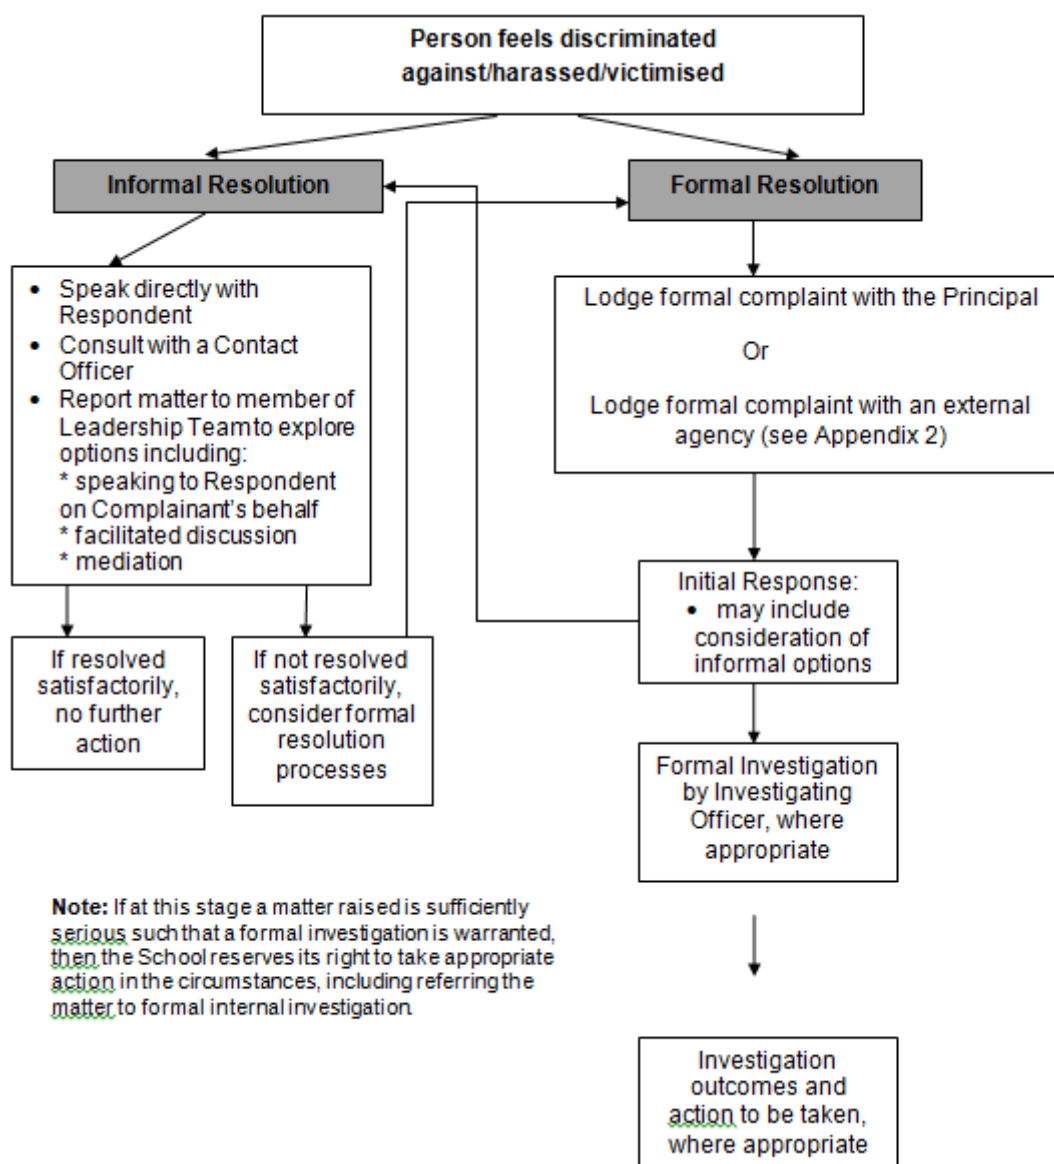 Person feels discriminated
against/harassed/victimised
Informal Resolution
Formal Resolution
• Speak directly with
Respondent
• Consult with a Contact
Officer
• Report matter to member of
Leadership Team to explore
options including:
* speaking to Respondent
on Complainant's behalf
* facilitated discussion
* mediation
Lodge formal complaint with the Principal
Or
Lodge formal complaint with an external
agency (see Appendix 2)
Initial Response:
• may include
consideration of
informal options
If resolved
satisfactorily,
no further
action
If not resolved
satisfactorily,
consider formal
resolution
processes
Formal Investigation
by Investigating
Officer, where
appropriate
Note: If at this stage a matter raised is sufficiently
serious such that a formal investigation is warranted,
then the School reserves its right to take appropriate
action in the circumstances, including referring the
matter to formal internal investigation.
Investigation
outcomes and
action to be taken,
where appropriate